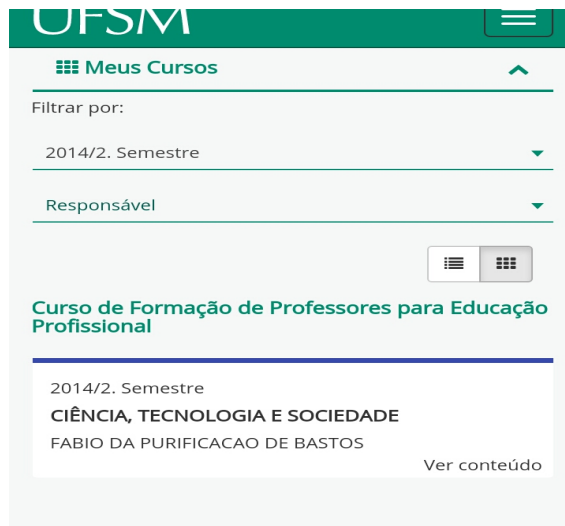 UFSM
Meus Cursos
Filtrar por:
2014/2. Semestre
Responsável
Curso de Formação de Professores para Educação
Profissional
2014/2. Semestre
CIÊNCIA, TECNOLOGIA E SOCIEDADE
FABIO DA PURIFICACAO DE BASTOS
Ver conteúdo